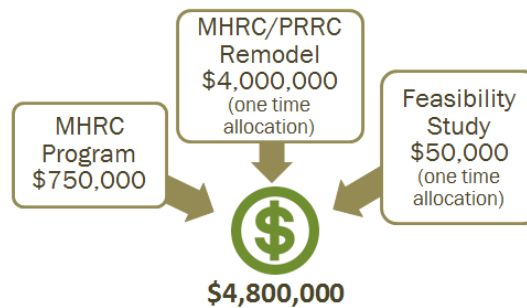 MHRC
Program
$750,000
MHRC/PRRC
Remodel
$4,000,000
(one time
allocation)
Feasibility
Study
$50,000
(one time
allocation)
$
$4,800,000